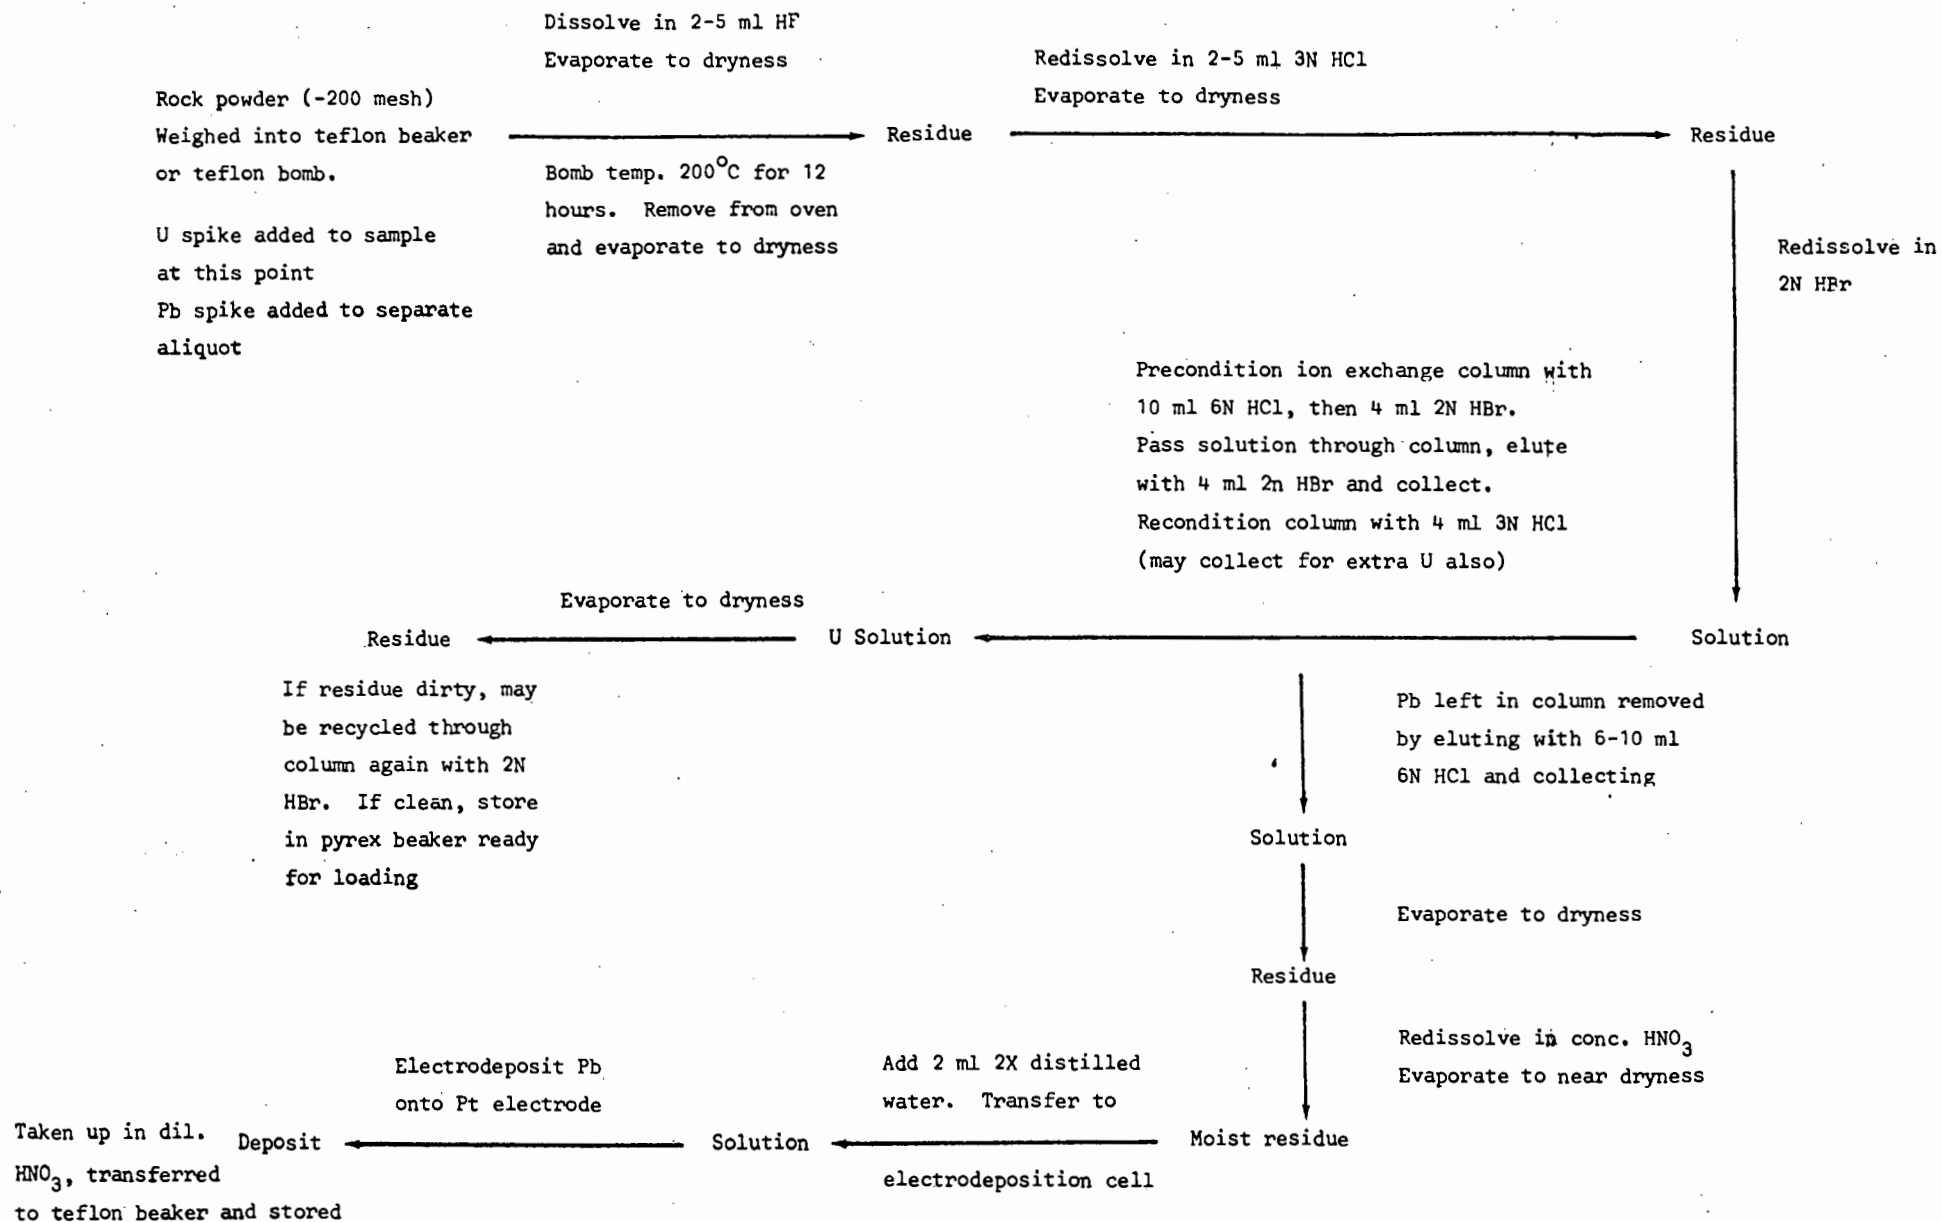 Dissolve in 2-5 ml HF
Evaporate to dryness
Rock powder (-200 mesh)
Weighed into teflon beaker
or teflon bomb.
U spike added to sample
at this point
Pb spike added to separate
aliquot
Bomb temp. 200°C for 12
hours. Remove from oven
and evaporate to dryness
Residue
Redissolve in 2-5 ml 3N HCl
Evaporate to dryness
Residue
Redissolve in
2N HBr
Precondition ion exchange column with
10 ml 6N HCl, then 4 ml 2N HBr.
Pass solution through column, elute
with 4 ml 2n HBr and collect.
Recondition column with 4 ml 3N HCl
(may collect for extra U also)
Solution
U Solution
Evaporate to dryness
Residue
If residue dirty, may
be recycled through
column again with 2N
HBr. If clean, store
in pyrex beaker ready
for loading
Pb left in column removed
by eluting with 6-10 ml
6N HCl and collecting
Solution
Evaporate to dryness
Residue
Redissolve in conc. HNO3
Evaporate to near dryness
Moist residue
Add 2 ml 2X distilled
water. Transfer to
electrodeposition cell
Solution
Electrodeposit Pb
onto Pt electrode
Deposit
Taken up in dil.
HNO3, transferred
to teflon beaker and stored